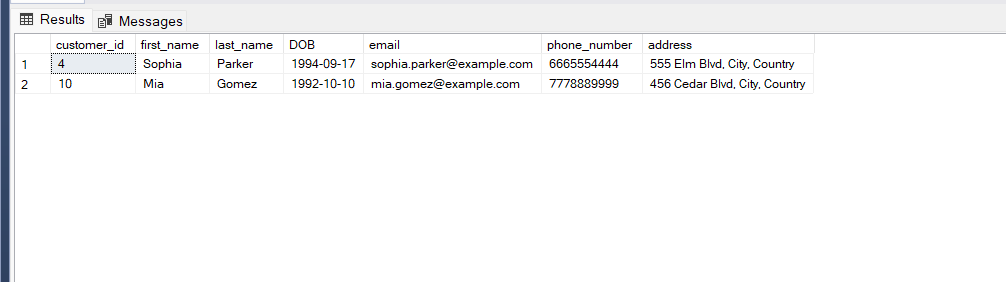 Results Messages
customer_id first_name last_name DOB email phone_number address
1 4 Sophia Parker 1994-09-17 sophia.parker@example.com 6665554444 555 Elm Blvd, City, Country
2 10 Mia Gomez 1992-10-10 mia.gomez@example.com 7778889999 456 Cedar Blvd, City, Country